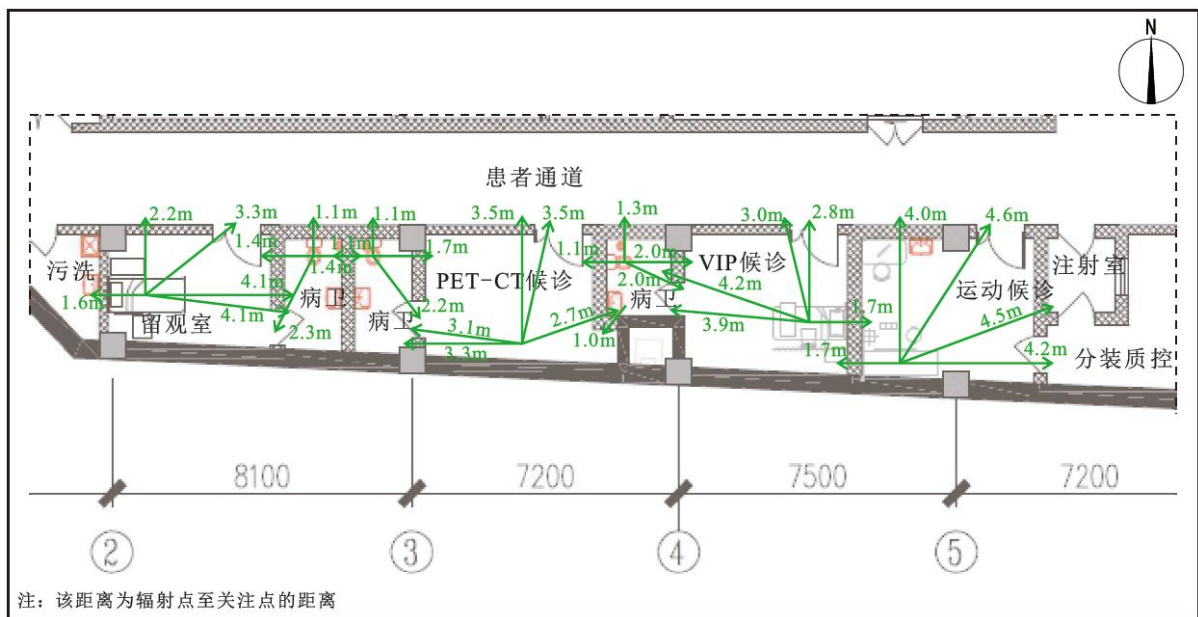 N
患者通道
2.2m 3.3m 1.1m 1.1m 3.5m 3.5m 1.3m 3.0m 2.8m 4.0m 4.6m
1.4m 1.1m 1.7m 1.1m 2.0m
污洗 1.4m PET-CT候诊 VIP候诊 注射室
4.1m 病卫 2.0m 4.2m 运动候诊
1.6m 2.2m 病卫
留观室 4.1m 病卫 3.1m 2.7m 3.9m 1.7m 4.5m
2.3m 3.3m 1.0m 1.7m 4.2m 分装质控
8100 7200 7500 7200
2 3 4 5
注：该距离为辐射点至关注点的距离